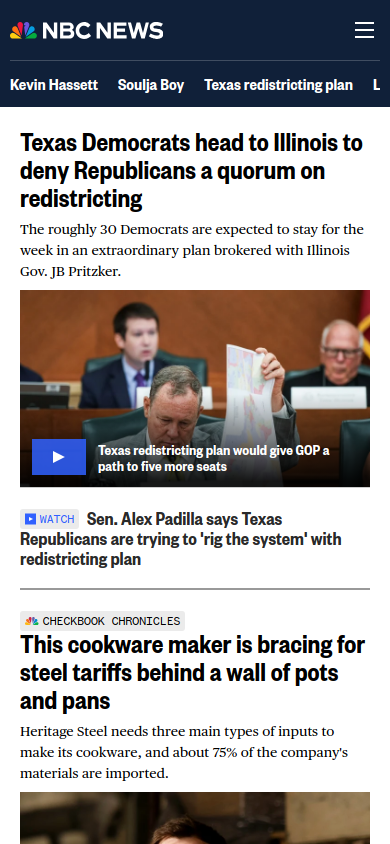 NBC NEWS
Kevin Hassett Soulja Boy Texas redistricting plan L
Texas Democrats head to Illinois to
deny Republicans a quorum on
redistricting
The roughly 30 Democrats are expected to stay for the
week in an extraordinary plan brokered with Illinois
Gov. JB Pritzker.
Texas redistricting plan would give GOP a
path to five more seats
WATCH Sen. Alex Padilla says Texas
Republicans are trying to 'rig the system' with
redistricting plan
CHECKBOOK CHRONICLES
This cookware maker is bracing for
steel tariffs behind a wall of pots
and pans
Heritage Steel needs three main types of inputs to
make its cookware, and about 75% of the company's
materials are imported.